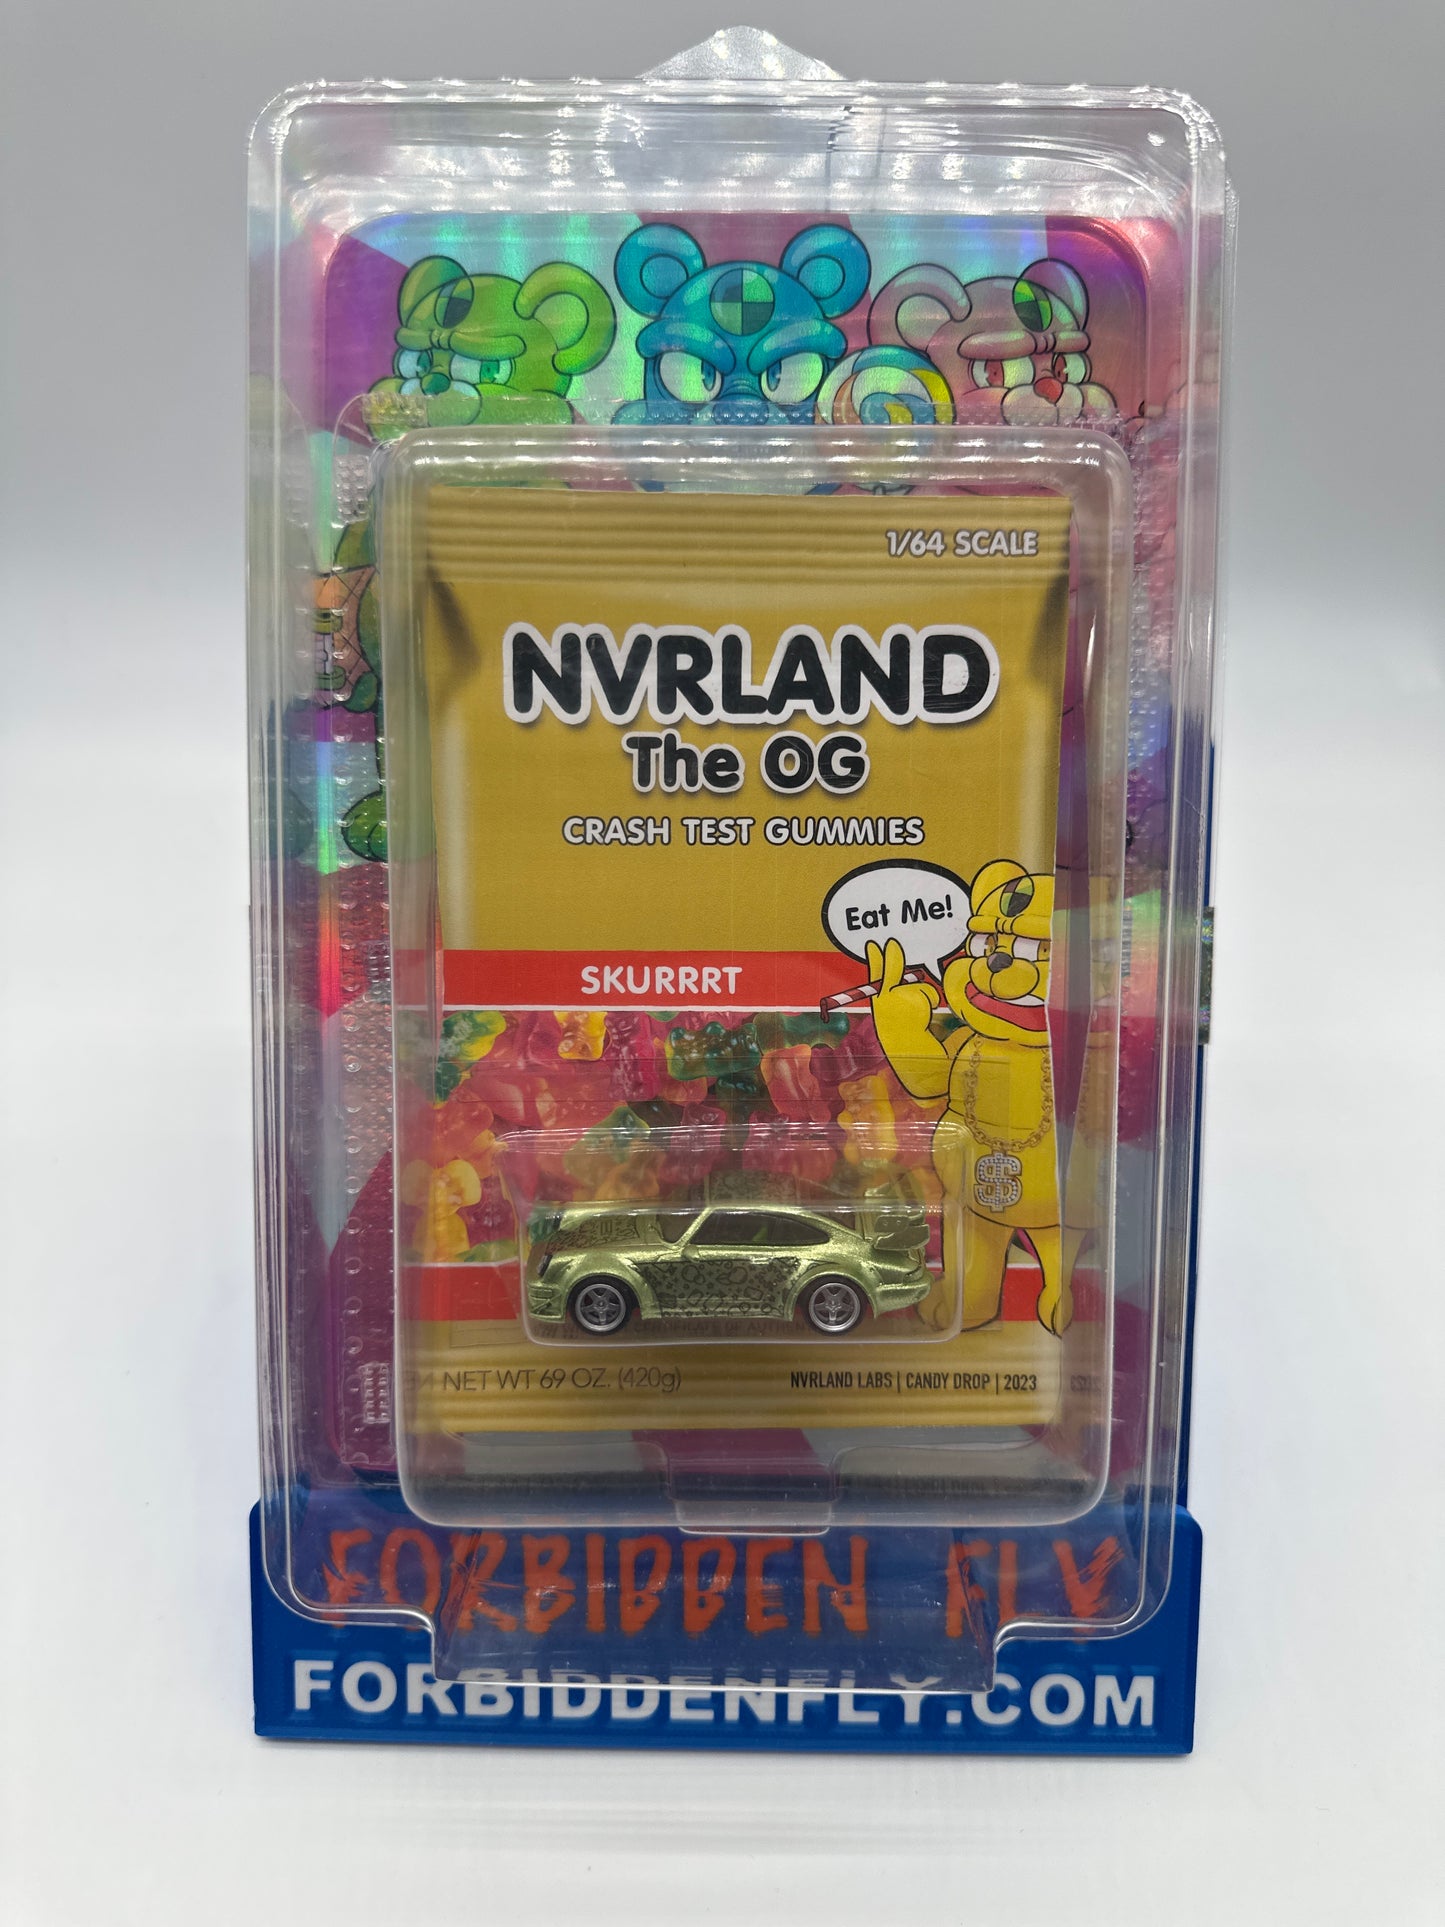 1/64 SCALE
NVRLAND
The OG
CRASH TEST GUMMIES
Eat Me!
SKURRRT
$
NET WT 69 OZ. (420g)
NVRLAND LABS | CANDY DROP | 2023
FORBIDDEN FLY
FORBIDDENFLY.COM